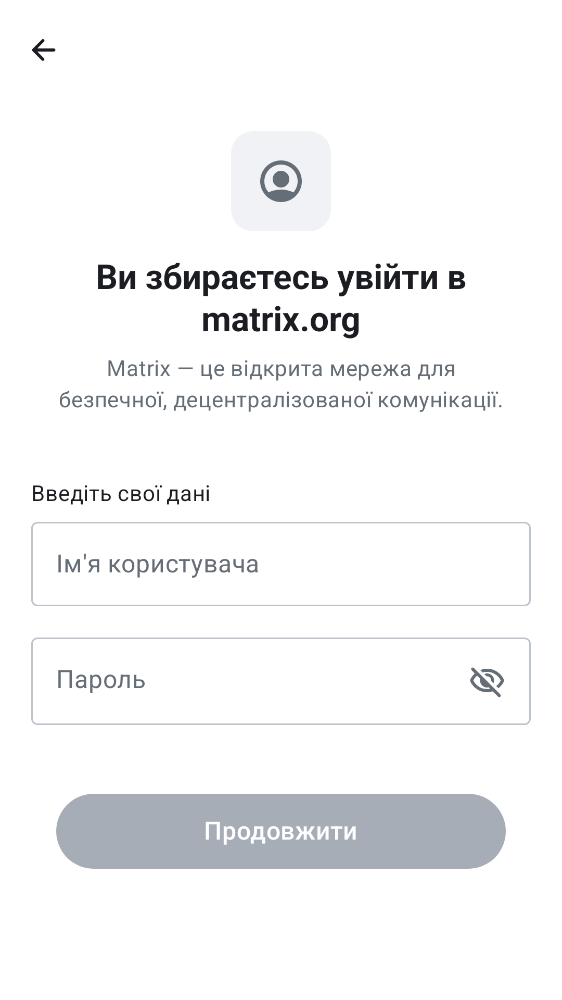 Ви збираєтесь увійти в
matrix.org
Matrix — це відкрита мережа для
безпечної, децентралізованої комунікації.
Введіть свої дані
Ім'я користувача
Пароль
Продовжити